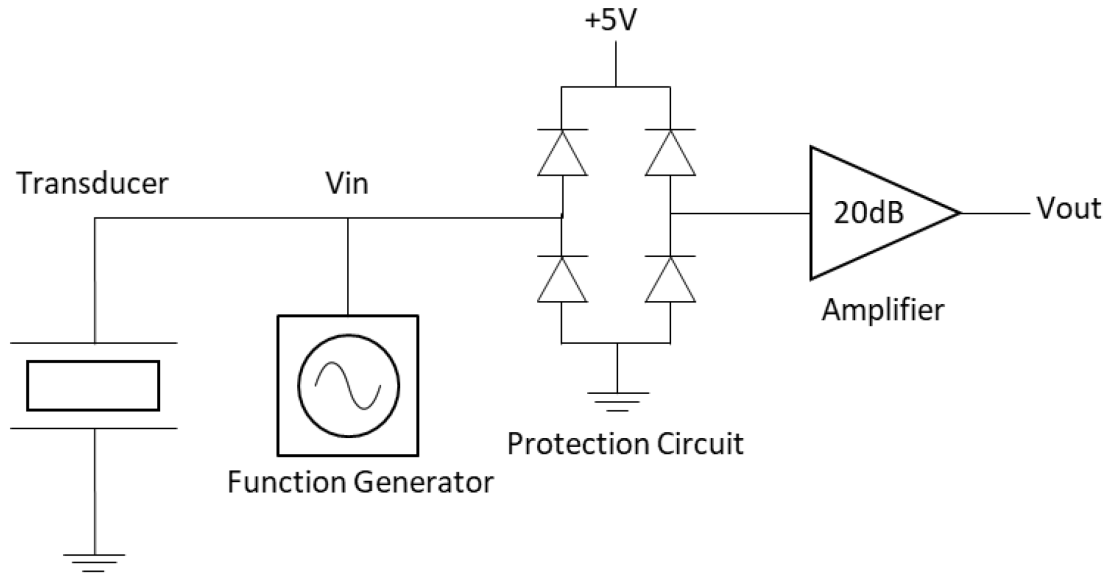 +5V
Transducer
Vin
20dB
Vout
Amplifier
Protection Circuit
Function Generator